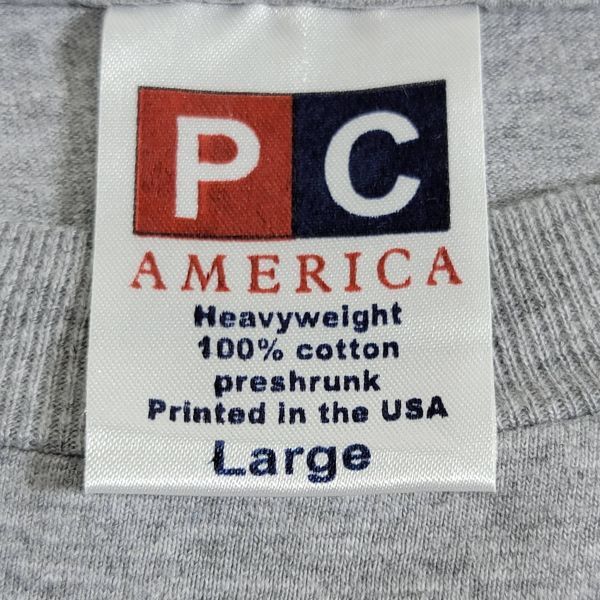 PC
AMERICA
Heavyweight
100% cotton
preshrunk
Printed in the USA
Large